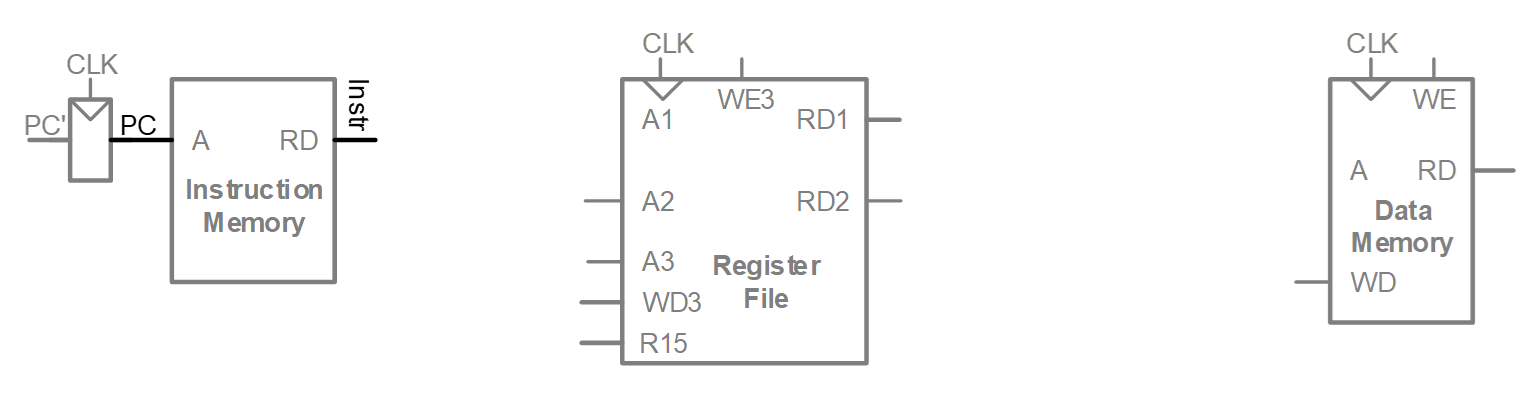 CLK
PC'
PC
A
RD
Instr
Instruction
Memory
CLK
WE3
A1
RD1
A2
RD2
A3
Register
File
WD3
R15
CLK
WE
A
RD
Data
Memory
WD